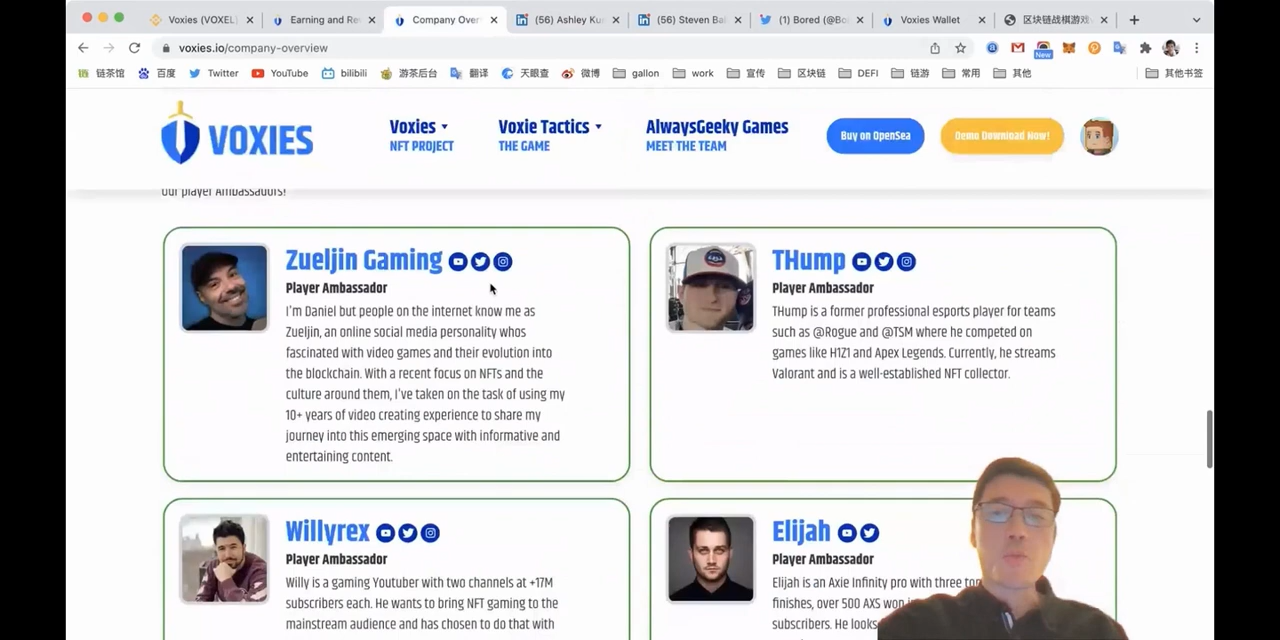 Voxies (VOXEL)
Earning and Re
Company Over
(56) Ashley Ku
(56) Steven Bai
(1) Bored (@Bo
Voxies Wallet
区块链战棋游戏
voxies.io/company-overview
New
链茶馆
百度
Twitter
YouTube
bilibili
游茶后台
翻译
天眼查
微博
gallon
work
宣传
区块链
DEFI
链游
常用
其他
其他书签
VOXIES
Voxies
NFT PROJECT
Voxie Tactics
THE GAME
AlwaysGeeky Games
MEET THE TEAM
Buy on OpenSea
Demo Download Now!
our player Ambassadors!
Zueljin Gaming
Player Ambassador
I'm Daniel but people on the internet know me as
Zueljin, an online social media personality whos
fascinated with video games and their evolution into
the blockchain. With a recent focus on NFTs and the
culture around them, I've taken on the task of using my
10+ years of video creating experience to share my
journey into this emerging space with informative and
entertaining content.
THump
Player Ambassador
THump is a former professional esports player for teams
such as @Rogue and @TSM where he competed on
games like H1Z1 and Apex Legends. Currently, he streams
Valorant and is a well-established NFT collector.
Willyrex
Player Ambassador
Willy is a gaming Youtuber with two channels at +17M
subscribers each. He wants to bring NFT gaming to the
mainstream audience and has chosen to do that with
Elijah
Player Ambassador
Elijah is an Axie Infinity pro with three top
finishes, over 500 AXS won
subscribers. He looks